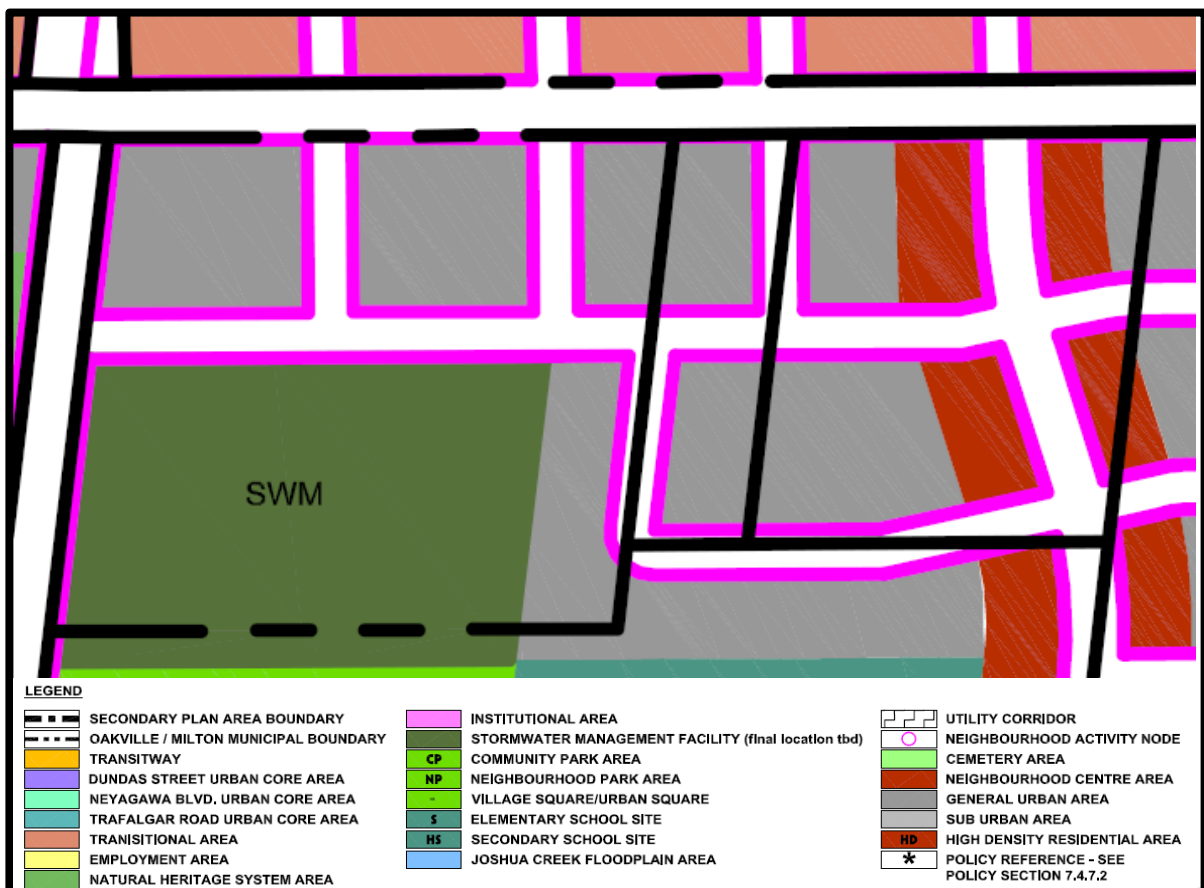 SWM
LEGEND
SECONDARY PLAN AREA BOUNDARY
OAKVILLE / MILTON MUNICIPAL BOUNDARY
TRANSITWAY
DUNDAS STREET URBAN CORE AREA
NEYAGAWA BLVD. URBAN CORE AREA
TRAFALGAR ROAD URBAN CORE AREA
TRANISITIONAL AREA
EMPLOYMENT AREA
NATURAL HERITAGE SYSTEM AREA
INSTITUTIONAL AREA
STORMWATER MANAGEMENT FACILITY (final location tbd)
CP COMMUNITY PARK AREA
NP NEIGHBOURHOOD PARK AREA
- VILLAGE SQUARE/URBAN SQUARE
S ELEMENTARY SCHOOL SITE
HS SECONDARY SCHOOL SITE
JOSHUA CREEK FLOODPLAIN AREA
UTILITY CORRIDOR
NEIGHBOURHOOD ACTIVITY NODE
CEMETERY AREA
NEIGHBOURHOOD CENTRE AREA
GENERAL URBAN AREA
SUB URBAN AREA
HD HIGH DENSITY RESIDENTIAL AREA
* POLICY REFERENCE - SEE
POLICY SECTION 7.4.7.2